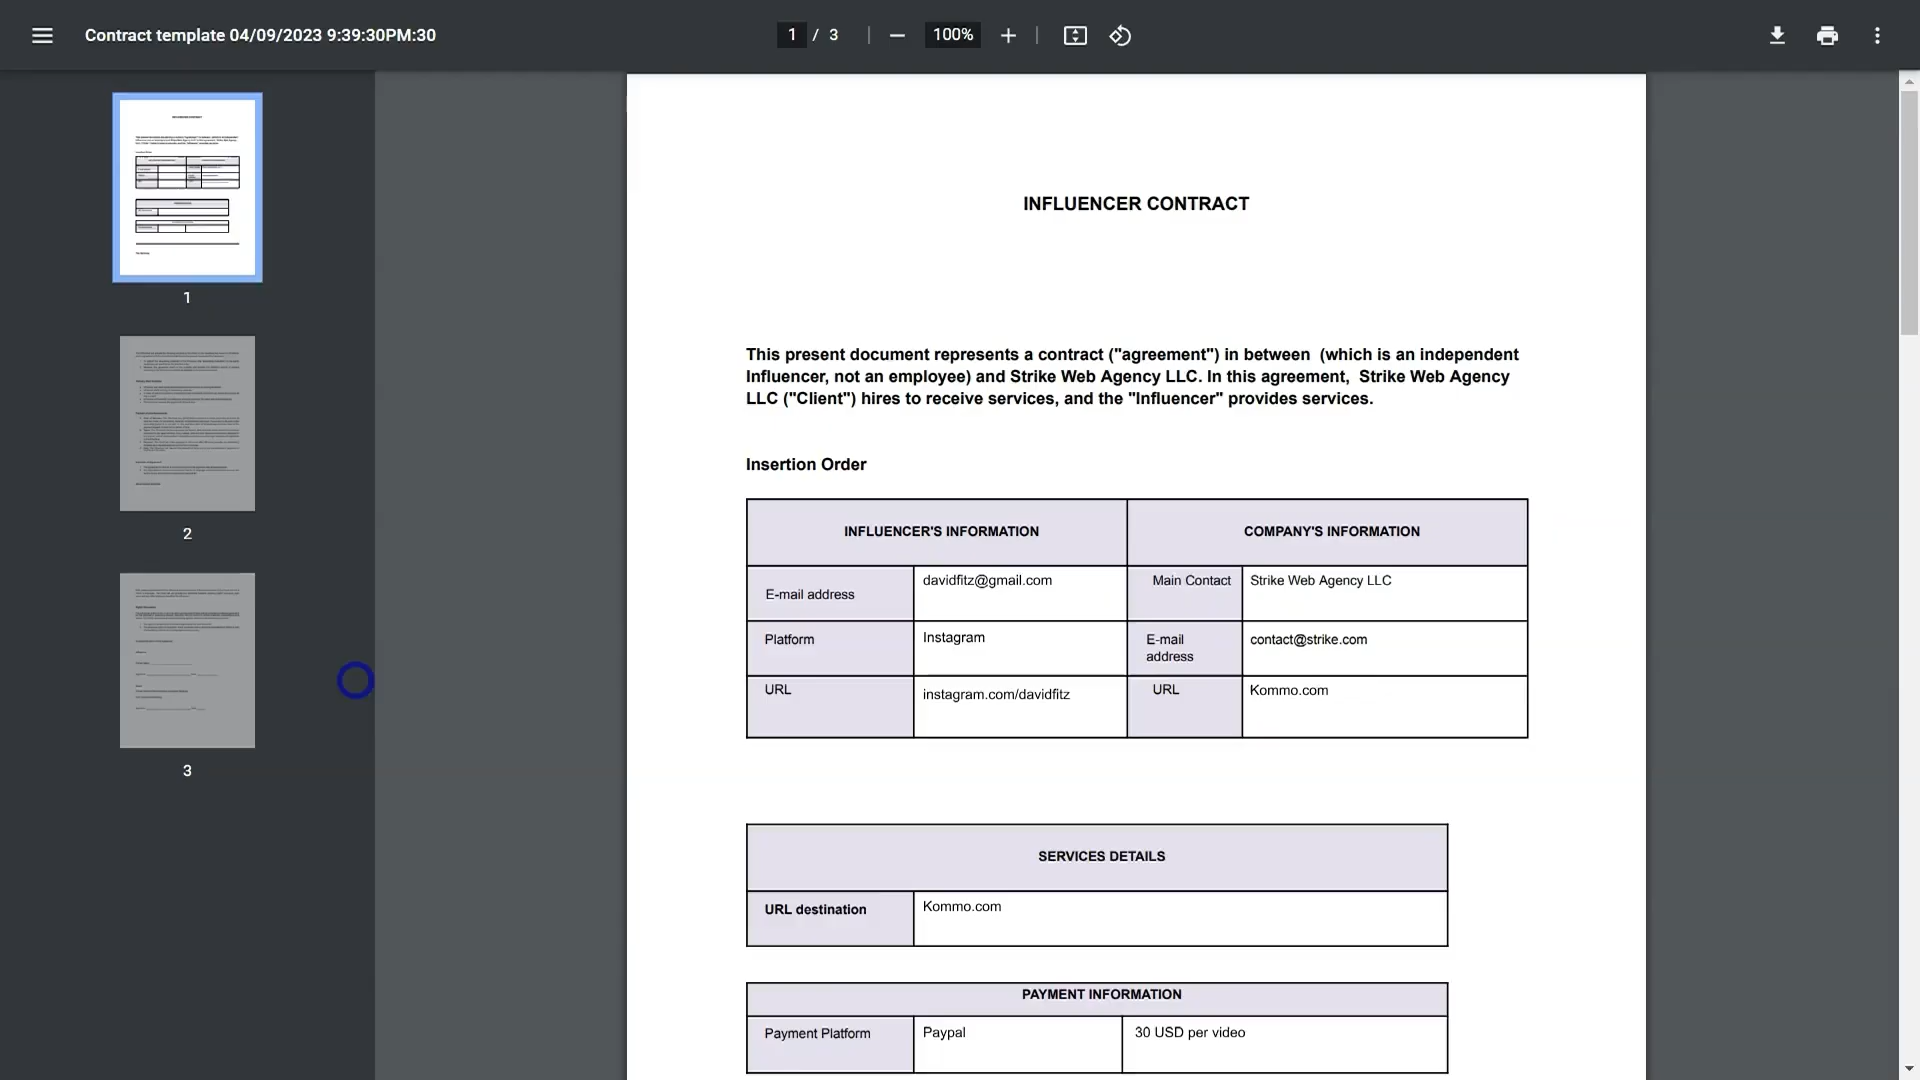 Contract template 04/09/2023 9:39:30PM:30
1 / 3
100%
1
2
3
INFLUENCER CONTRACT
This present document represents a contract ("agreement") in between  (which is an independent
Influencer, not an employee) and Strike Web Agency LLC. In this agreement,  Strike Web Agency
LLC ("Client") hires to receive services, and the "Influencer" provides services.
Insertion Order
INFLUENCER'S INFORMATION
COMPANY'S INFORMATION
E-mail address
davidfitz@gmail.com
Main Contact
Strike Web Agency LLC
Platform
Instagram
E-mail
address
contact@strike.com
URL
instagram.com/davidfitz
URL
Kommo.com
SERVICES DETAILS
URL destination
Kommo.com
PAYMENT INFORMATION
Payment Platform
Paypal
30 USD per video